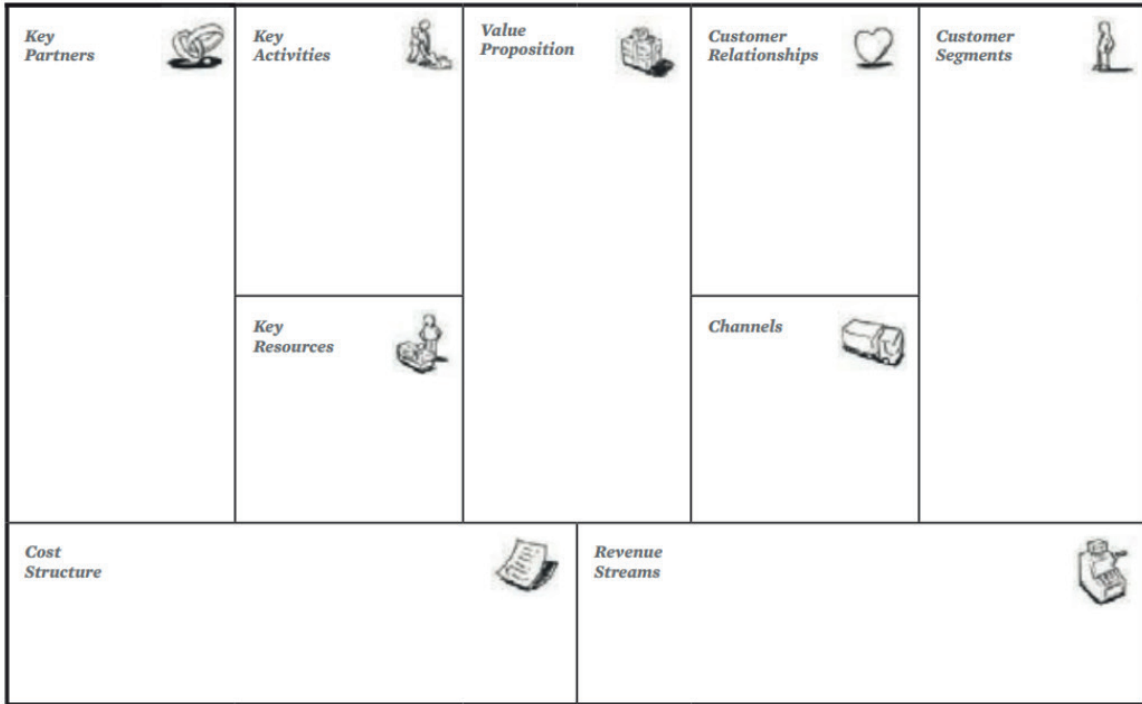 Key
Partners
Key
Activities
Value
Proposition
Customer
Relationships
Customer
Segments
Key
Resources
Channels
Cost
Structure
Revenue
Streams